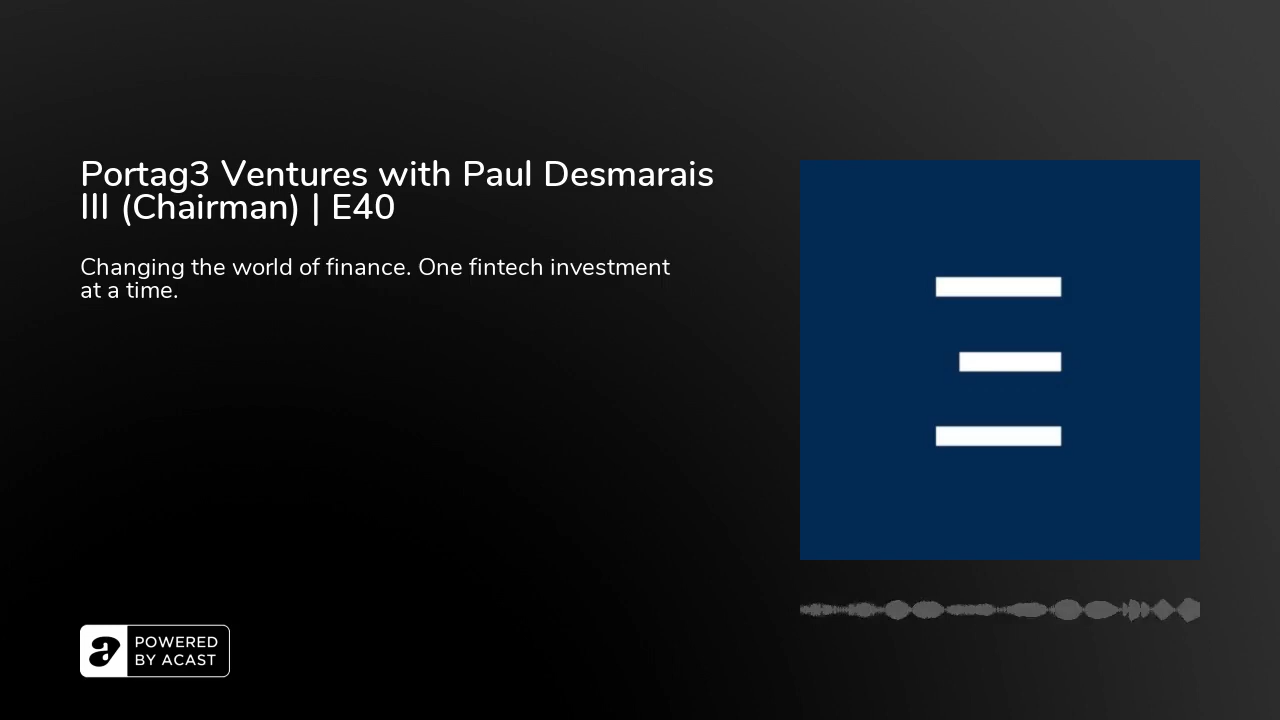 Portag3 Ventures with Paul Desmarais
III (Chairman) | E40
Changing the world of finance. One fintech investment
at a time.
POWERED
BY ACAST